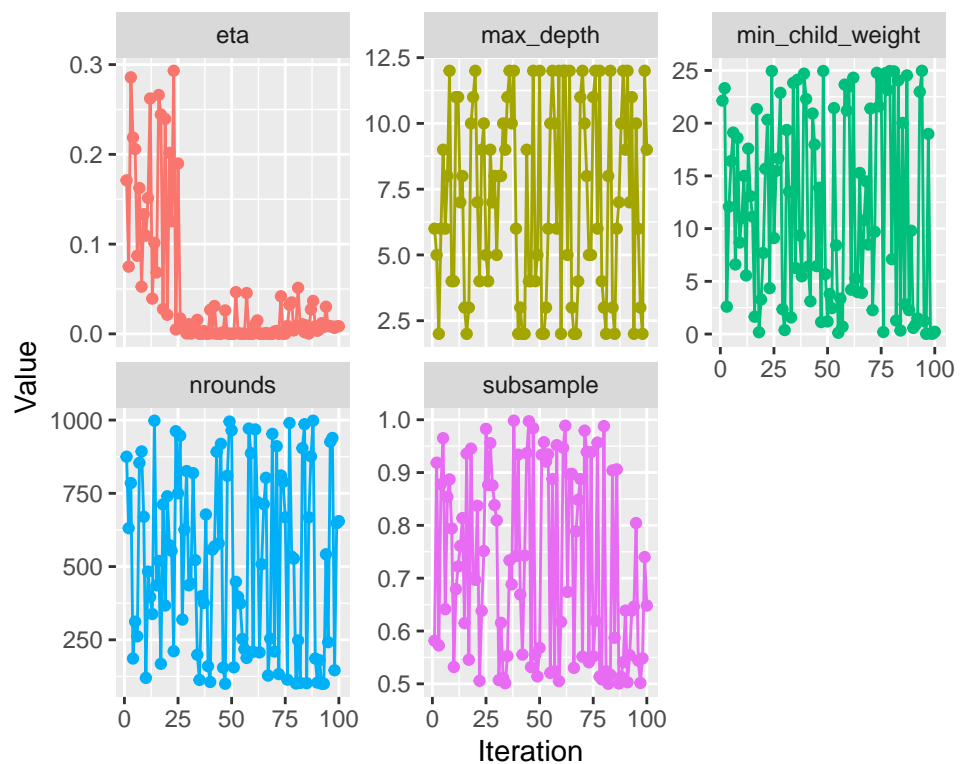 eta max_depth min_child_weight
0.3 12.5 25
0.2 10.0 20
0.1 7.5 15
0.0 5.0 10
2.5 5
0
0 25 50 75 100
Value
nrounds subsample
1000 1.0
750 0.9
500 0.8
250 0.7
0.6
0.5
0 25 50 75 100 0 25 50 75 100
Iteration